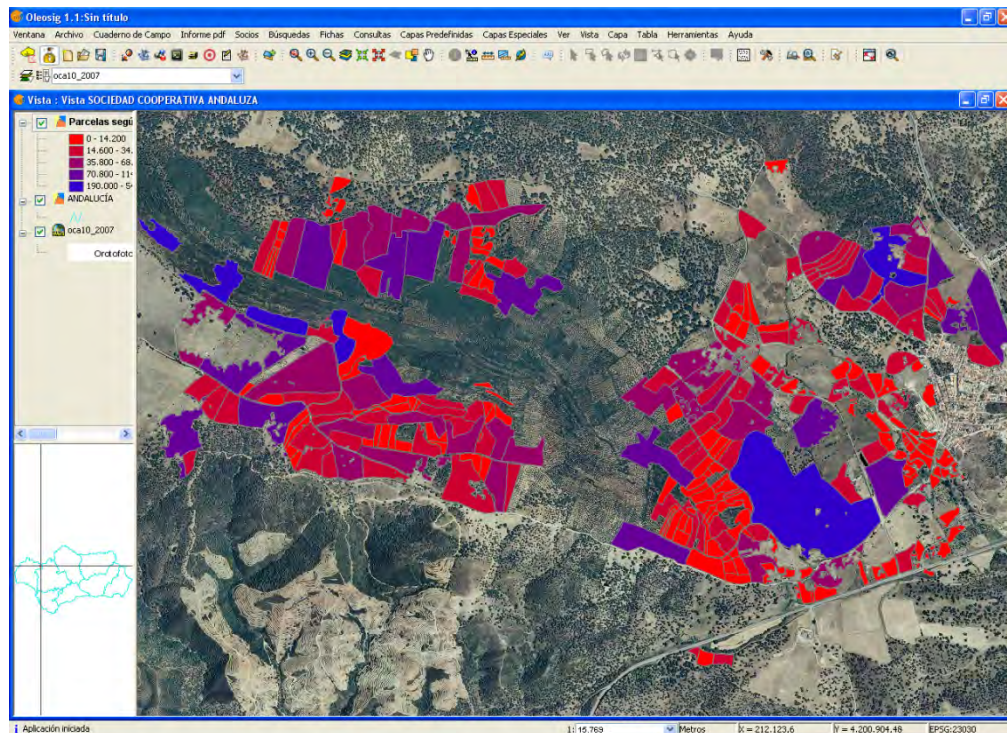 Oleosig 1.1:Sin título
Ventana Archivo Cuaderno de Campo Informe pdf Socios Búsquedas Fichas Consultas Capas Predefinidas Capas Especiales Ver Vista Capa Tabla Herramientas Ayuda
oca10_2007
Vista : Vista SOCIEDAD COOPERATIVA ANDALUZA
Parcelas segú
0 - 14.200
14.600 - 34.
35.800 - 68.
70.800 - 11
190.000 - 5
ANDALUCÍA
oca10_2007
Ortofoto
Aplicación iniciada 1: 15.769 Metros X = 212.123,6 Y = 4.200.904,48 EPSG:23030